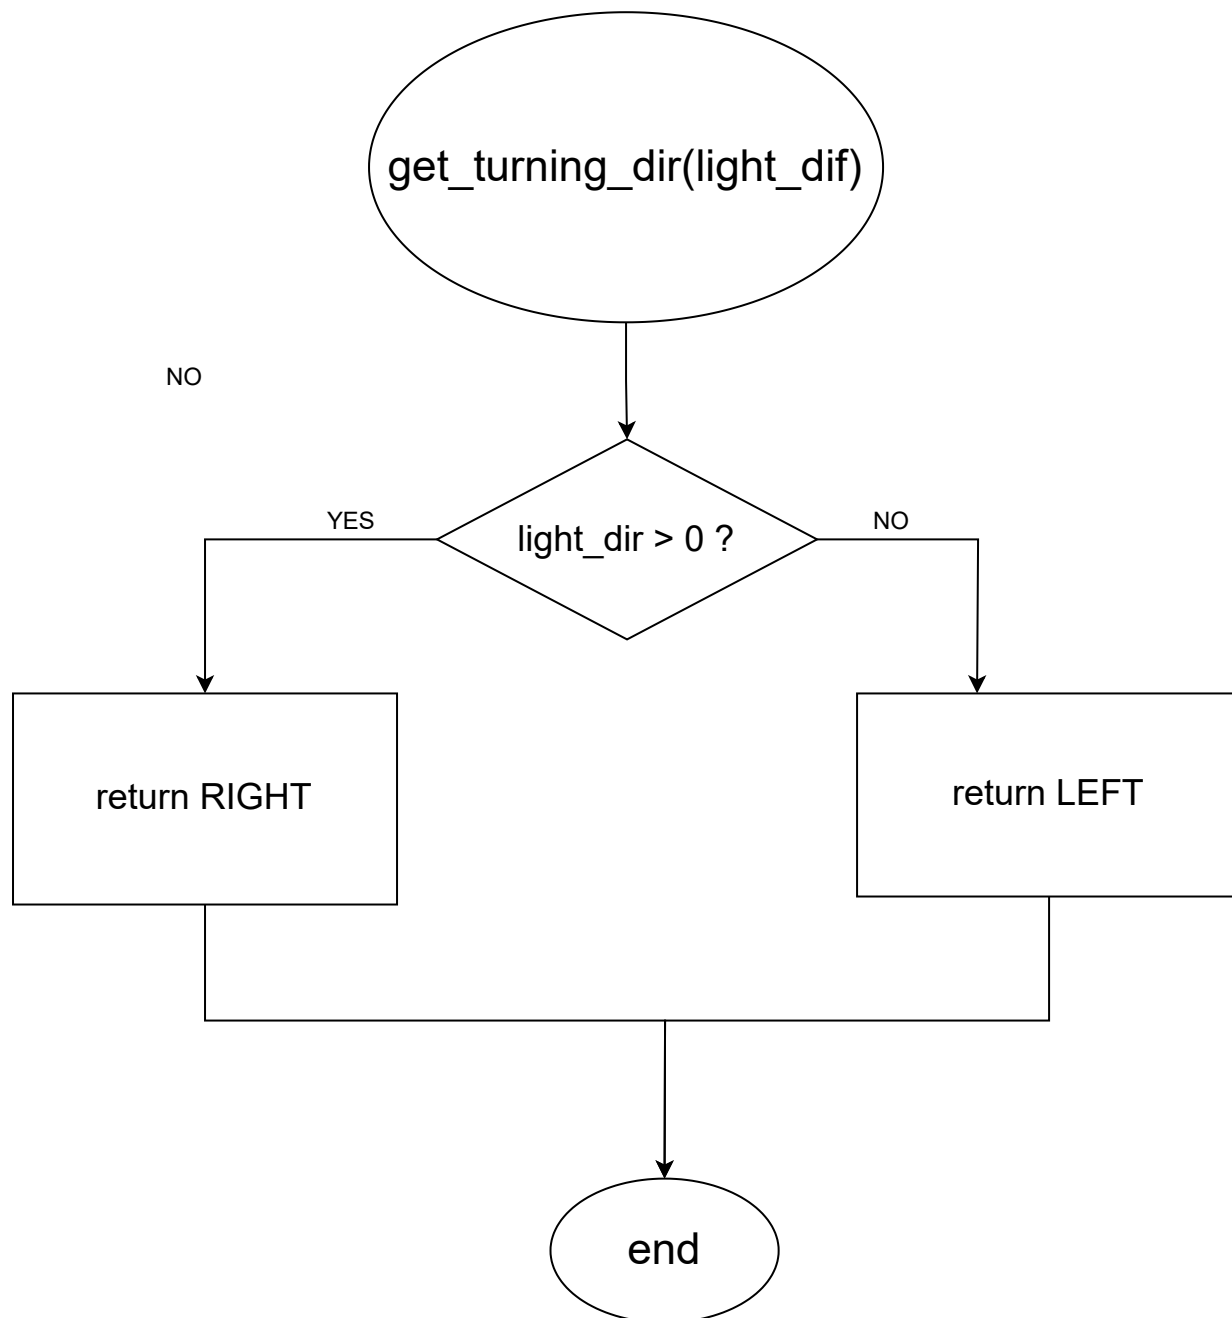 get_turning_dir(light_dif)
NO
YES
light_dir > 0 ?
NO
return RIGHT
return LEFT
end